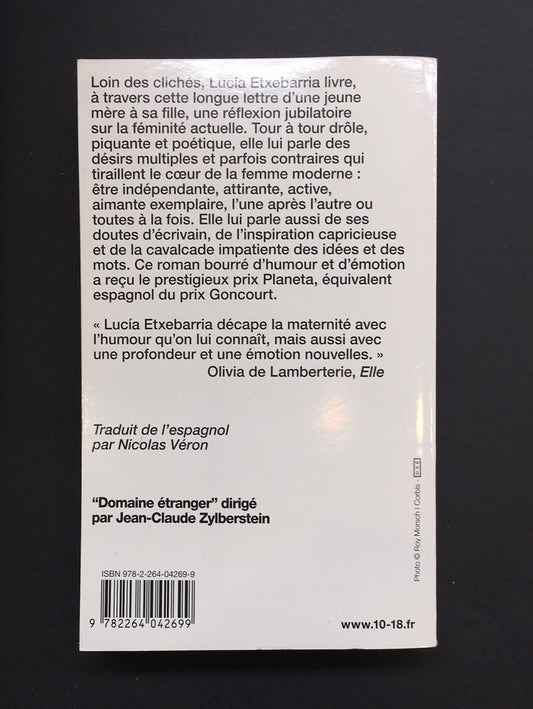 Loin des clichés, Lucía Etxebarria livre,
à travers cette longue lettre d'une jeune
mère à sa fille, une réflexion jubilatoire
sur la féminité actuelle. Tour à tour drôle,
piquante et poétique, elle lui parle des
désirs multiples et parfois contraires qui
tiraillent le cœur de la femme moderne :
être indépendante, attirante, active,
aimante exemplaire, l'une après l'autre ou
toutes à la fois. Elle lui parle aussi de ses
doutes d'écrivain, de l'inspiration capricieuse
et de la cavalcade impatiente des idées et des
mots. Ce roman bourré d'humour et d'émotion
a reçu le prestigieux prix Planeta, équivalent
espagnol du prix Goncourt.
« Lucía Etxebarria décape la maternité avec
l'humour qu'on lui connaît, mais aussi avec
une profondeur et une émotion nouvelles. »
Olivia de Lamberterie, Elle
Traduit de l'espagnol
par Nicolas Véron
"Domaine étranger" dirigé
par Jean-Claude Zylberstein
ISBN 978-2-264-04269-9
9 782264 042699
www.10-18.fr
Photo © Roy Morsch | Corbis -